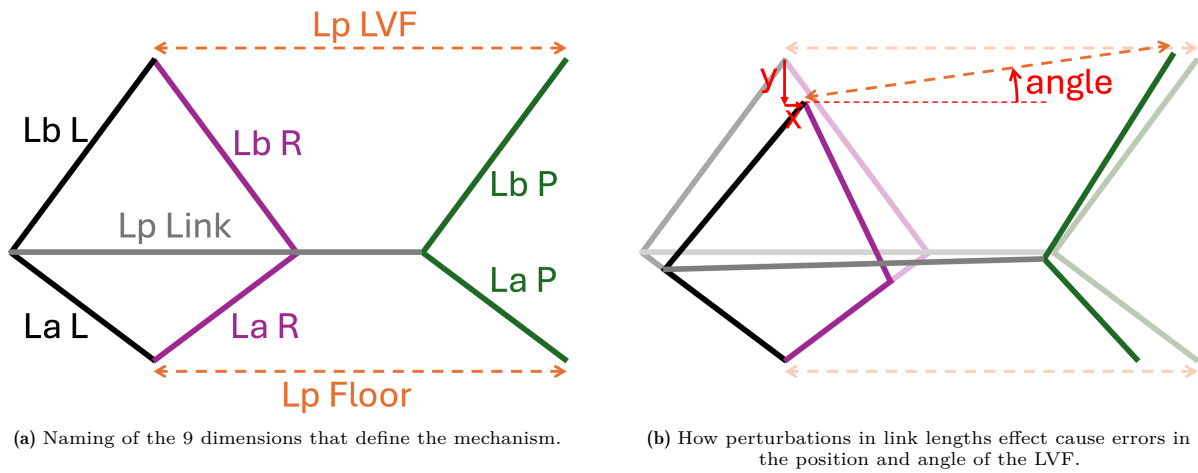 Lp LVF
Lb L
Lb R
Lb P
Lp Link
La P
La L
La R
Lp Floor
(a) Naming of the 9 dimensions that define the mechanism.
y
x
angle
(b) How perturbations in link lengths effect cause errors in
the position and angle of the LVF.